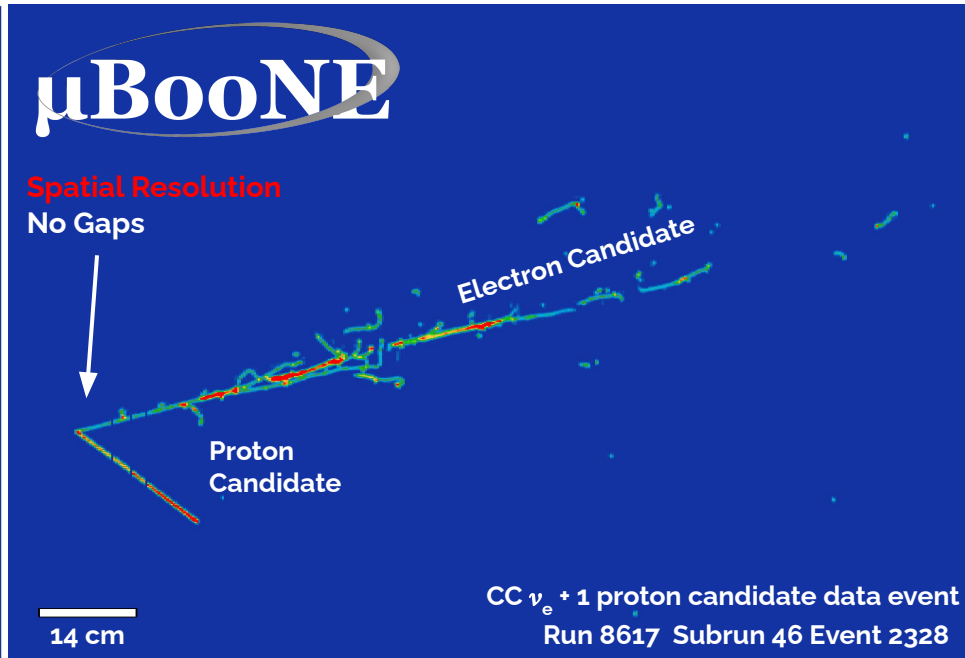 μBooNE
Spatial Resolution
No Gaps
Electron Candidate
Proton
Candidate
CC νₑ + 1 proton candidate data event
14 cm
Run 8617 Subrun 46 Event 2328